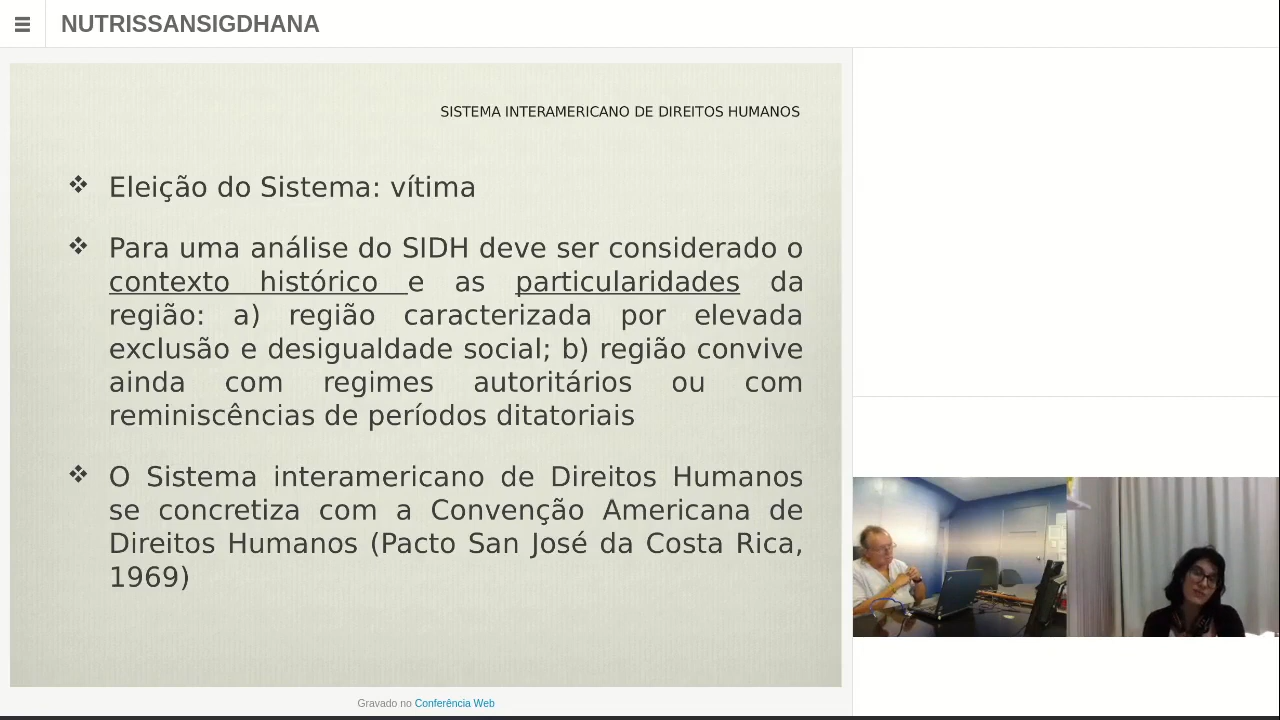 NUTRISSANSIGDHANA
SISTEMA INTERAMERICANO DE DIREITOS HUMANOS
❖ Eleição do Sistema: vítima
❖ Para uma análise do SIDH deve ser considerado o
contexto histórico e as particularidades da
região: a) região caracterizada por elevada
exclusão e desigualdade social; b) região convive
ainda com regimes autoritários ou com
reminiscências de períodos ditatoriais
❖ O Sistema interamericano de Direitos Humanos
se concretiza com a Convenção Americana de
Direitos Humanos (Pacto San José da Costa Rica,
1969)
Gravado no Conferência Web